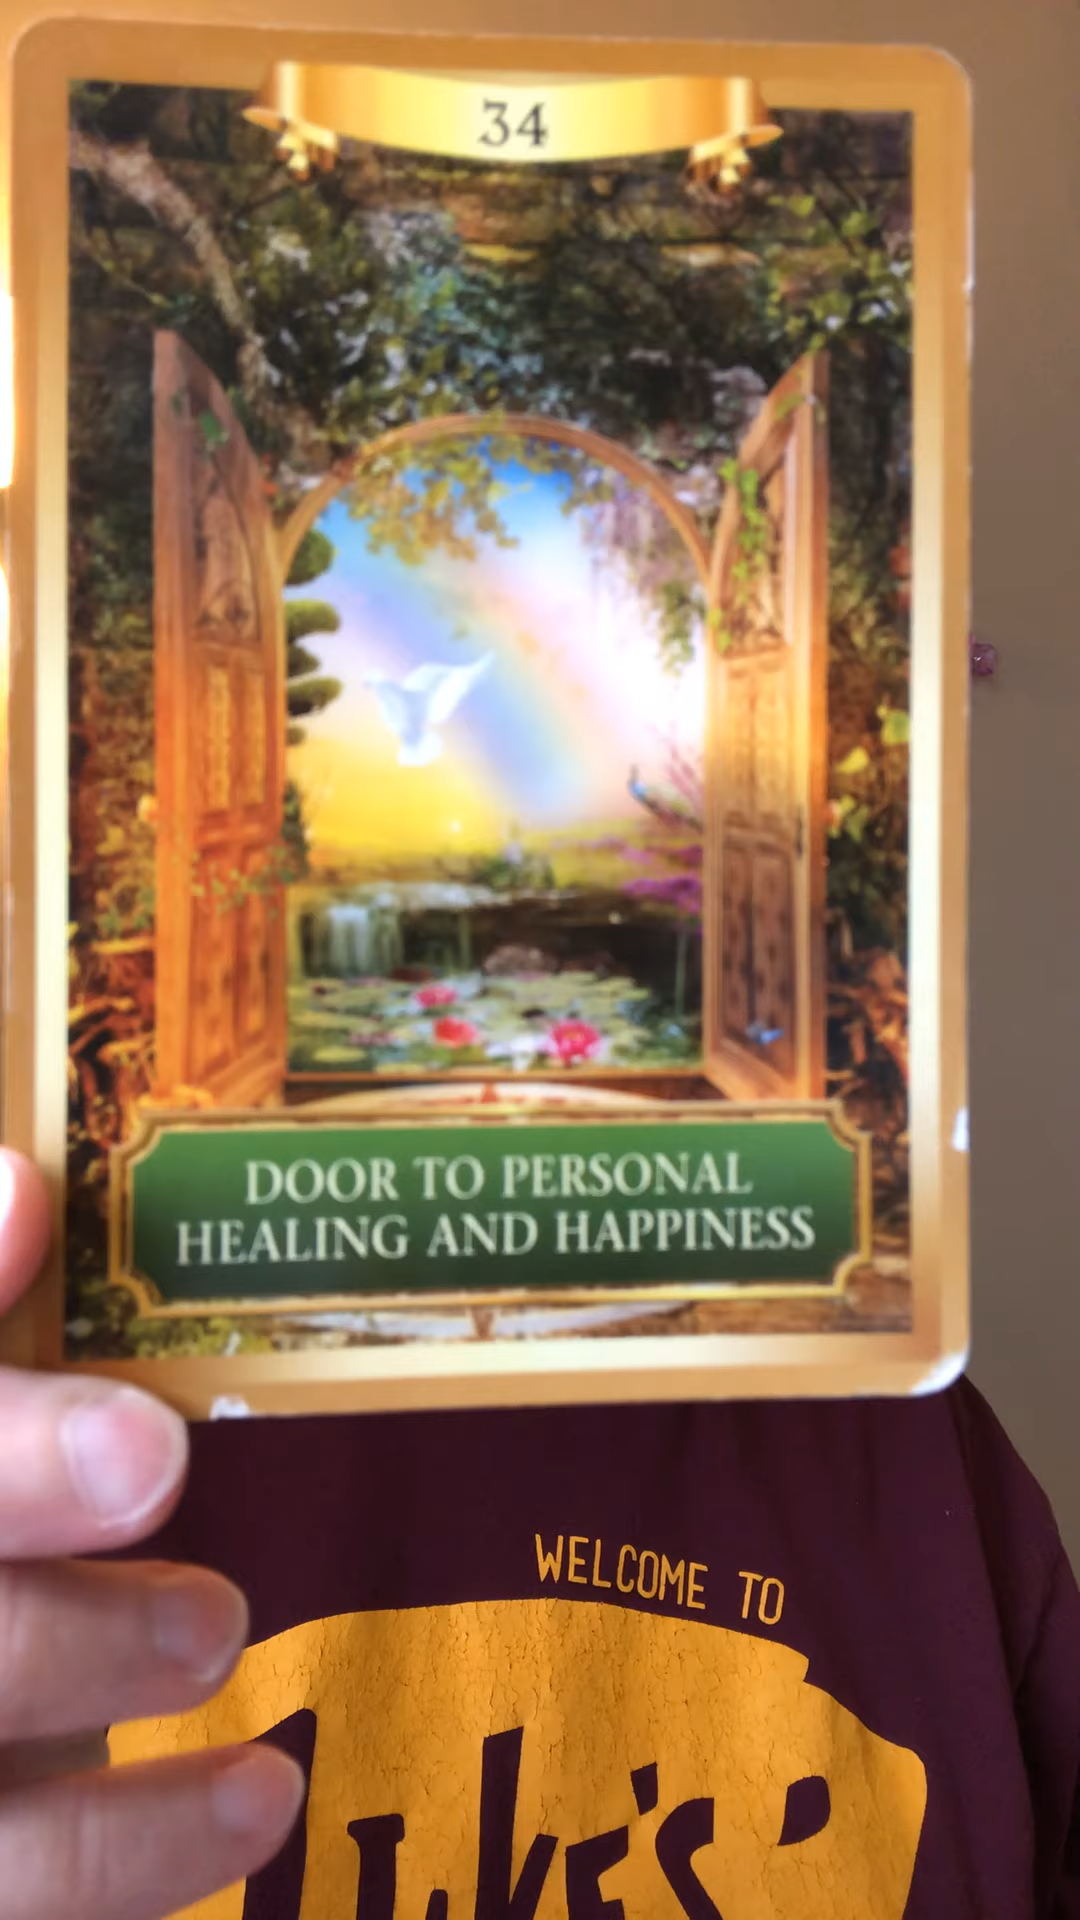 34
DOOR TO PERSONAL
HEALING AND HAPPINESS
WELCOME TO
LUKE'S